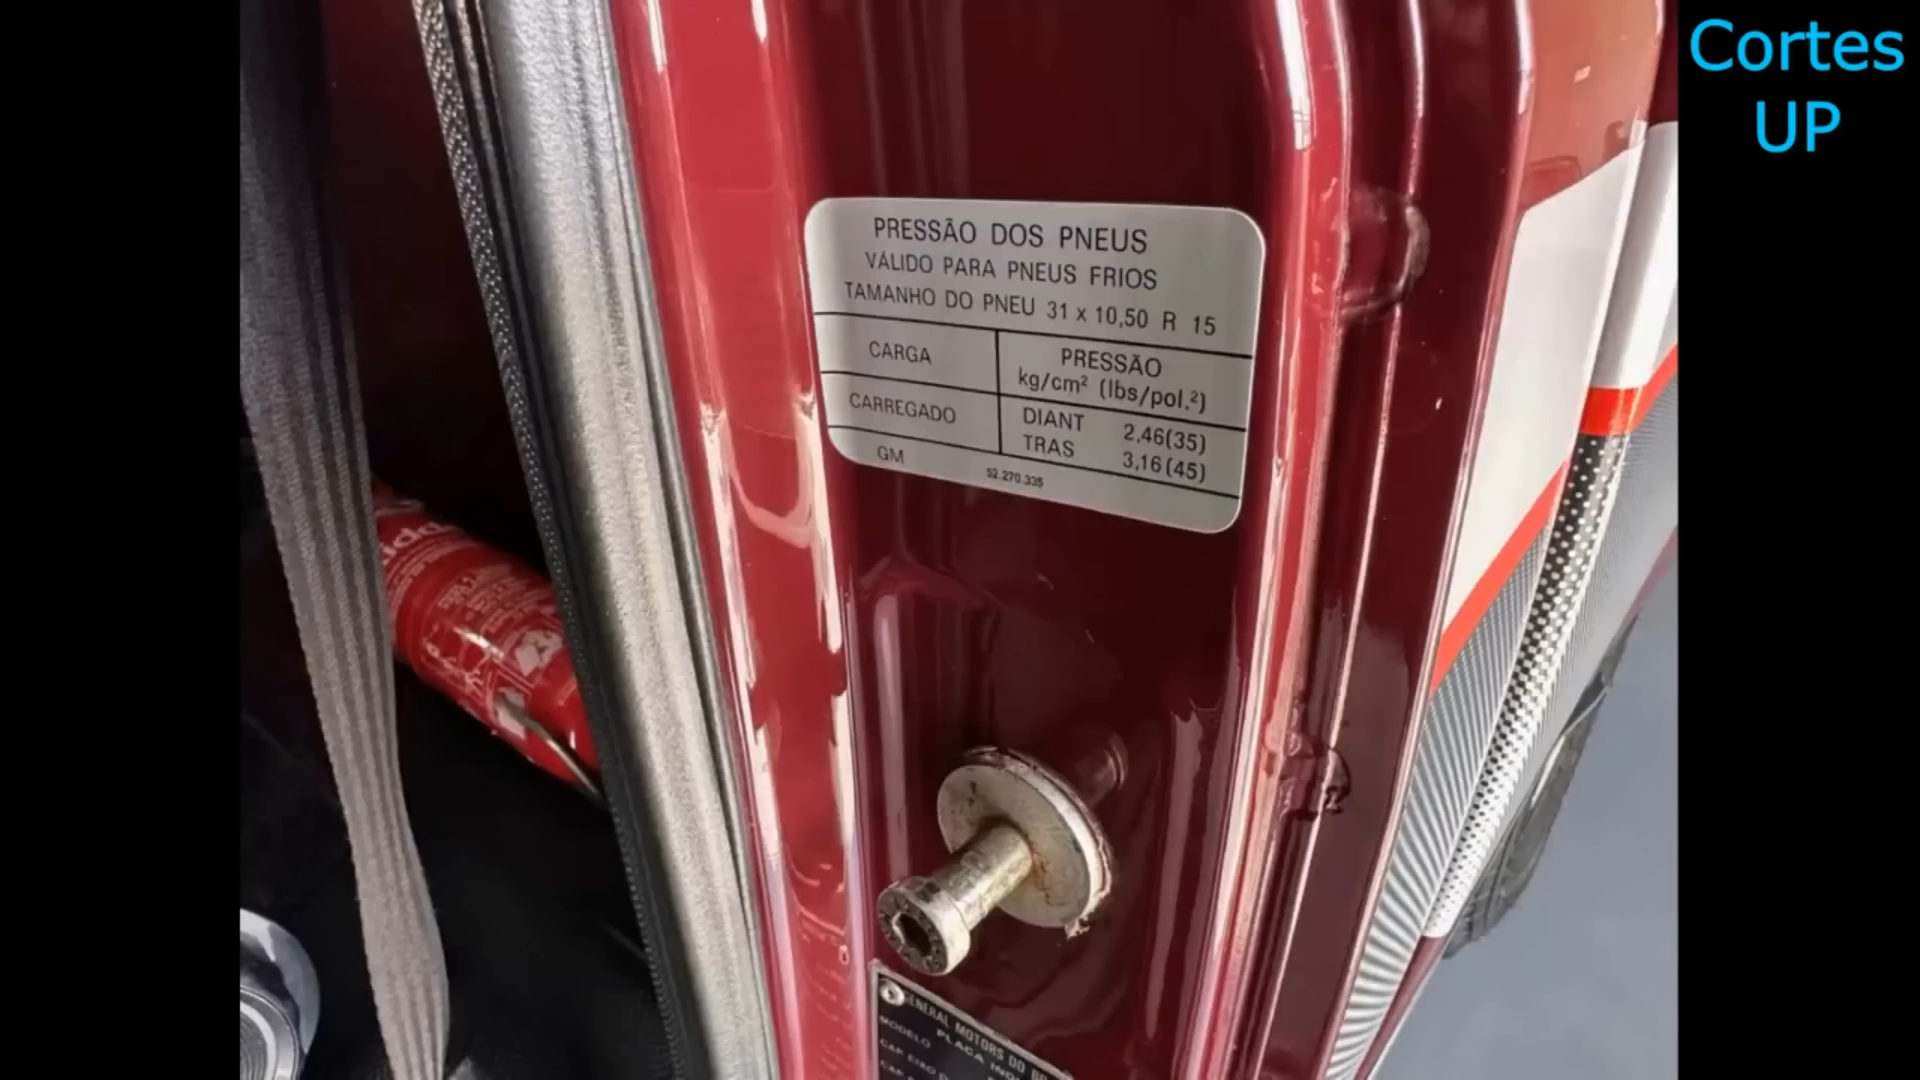 Cortes
UP
PRESSÃO DOS PNEUS
VÁLIDO PARA PNEUS FRIOS
TAMANHO DO PNEU 31 x 10,50 R 15
CARGA
PRESSÃO
kg/cm² (lbs/pol.²)
CARREGADO
DIANT 2,46(35)
TRAS 3,16(45)
GM
52.270.335
GENERAL MOTORS DO
MODELO
PLACA